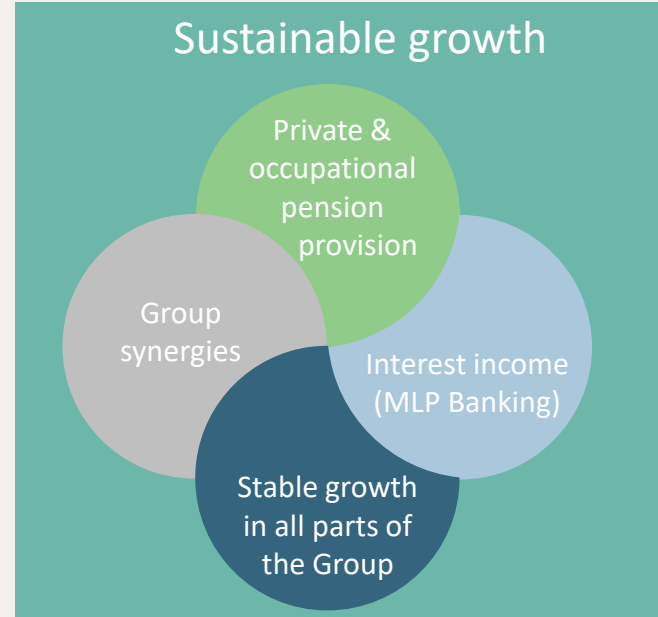 Sustainable growth
Private &
occupational
pension
provision
Group
synergies
Interest income
(MLP Banking)
Stable growth
in all parts of
the Group